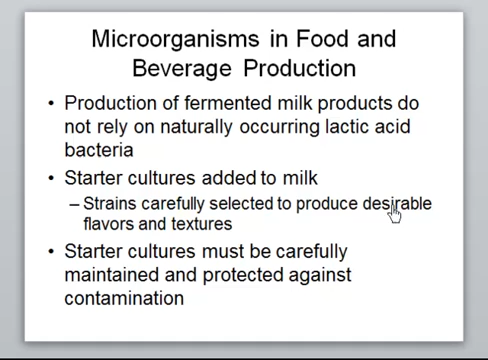 Microorganisms in Food and
Beverage Production
• Production of fermented milk products do
not rely on naturally occurring lactic acid
bacteria
• Starter cultures added to milk
– Strains carefully selected to produce desirable
flavors and textures
• Starter cultures must be carefully
maintained and protected against
contamination